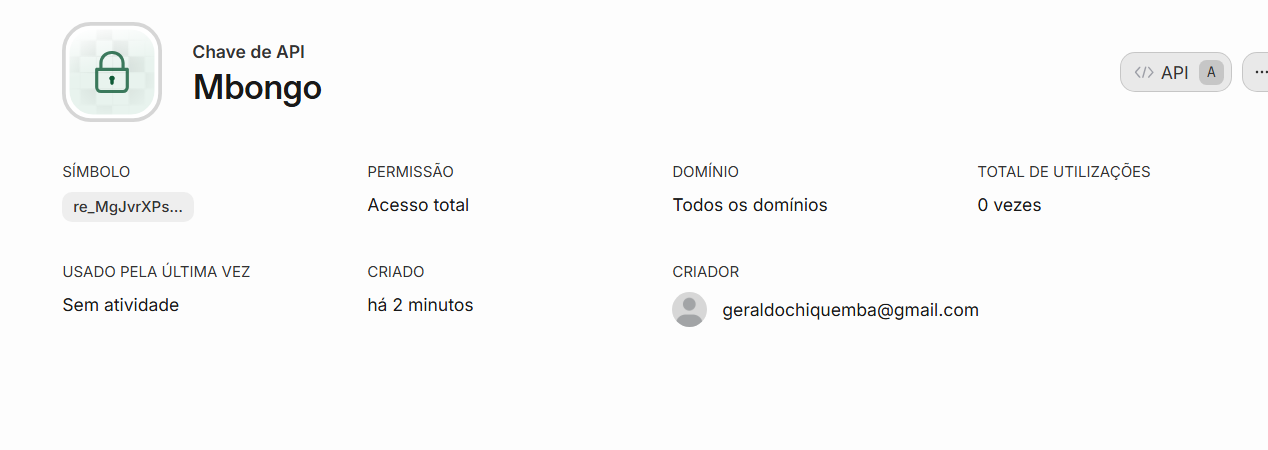 Chave de API
Mbongo
</> API A
...
SÍMBOLO
re_MgJvrXPs...
PERMISSÃO
Acesso total
DOMÍNIO
Todos os domínios
TOTAL DE UTILIZAÇÕES
0 vezes
USADO PELA ÚLTIMA VEZ
Sem atividade
CRIADO
há 2 minutos
CRIADOR
geraldochiquemba@gmail.com